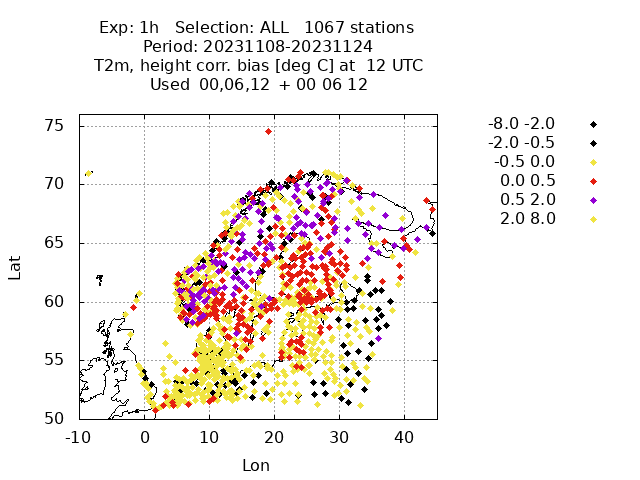 Exp: 1h   Selection: ALL   1067 stations
Period: 20231108-20231124
T2m, height corr. bias [deg C] at  12 UTC
Used  00,06,12  + 00 06 12
-8.0 -2.0
-2.0 -0.5
-0.5 0.0
0.0 0.5
0.5 2.0
2.0 8.0
75
70
65
60
55
50
Lat
-10 0 10 20 30 40
Lon